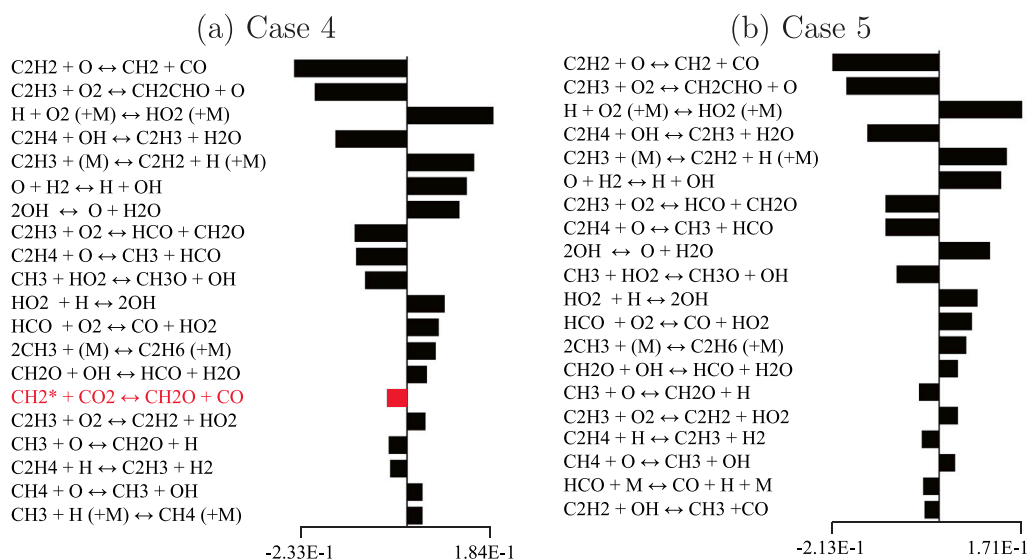 (a) Case 4
C2H2 + O ↔ CH2 + CO
C2H3 + O2 ↔ CH2CHO + O
H + O2 (+M) ↔ HO2 (+M)
C2H4 + OH ↔ C2H3 + H2O
C2H3 + (M) ↔ C2H2 + H (+M)
O + H2 ↔ H + OH
2OH ↔ O + H2O
C2H3 + O2 ↔ HCO + CH2O
C2H4 + O ↔ CH3 + HCO
CH3 + HO2 ↔ CH3O + OH
HO2 + H ↔ 2OH
HCO + O2 ↔ CO + HO2
2CH3 + (M) ↔ C2H6 (+M)
CH2O + OH ↔ HCO + H2O
CH2* + CO2 ↔ CH2O + CO
C2H3 + O2 ↔ C2H2 + HO2
CH3 + O ↔ CH2O + H
C2H4 + H ↔ C2H3 + H2
CH4 + O ↔ CH3 + OH
CH3 + H (+M) ↔ CH4 (+M)
-2.33E-1 1.84E-1
(b) Case 5
C2H2 + O ↔ CH2 + CO
C2H3 + O2 ↔ CH2CHO + O
H + O2 (+M) ↔ HO2 (+M)
C2H4 + OH ↔ C2H3 + H2O
C2H3 + (M) ↔ C2H2 + H (+M)
O + H2 ↔ H + OH
C2H3 + O2 ↔ HCO + CH2O
C2H4 + O ↔ CH3 + HCO
2OH ↔ O + H2O
CH3 + HO2 ↔ CH3O + OH
HO2 + H ↔ 2OH
HCO + O2 ↔ CO + HO2
2CH3 + (M) ↔ C2H6 (+M)
CH2O + OH ↔ HCO + H2O
CH3 + O ↔ CH2O + H
C2H3 + O2 ↔ C2H2 + HO2
C2H4 + H ↔ C2H3 + H2
CH4 + O ↔ CH3 + OH
HCO + M ↔ CO + H + M
C2H2 + OH ↔ CH3 +CO
-2.13E-1 1.71E-1